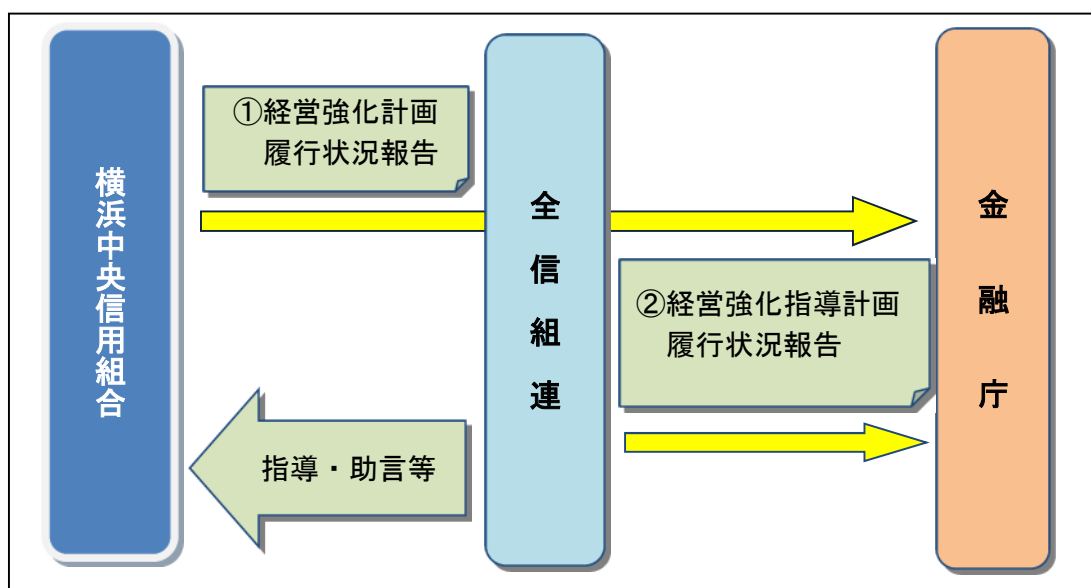 横浜中央信用組合
①経営強化計画
履行状況報告
全信組連
②経営強化指導計画
履行状況報告
指導・助言等
金融庁